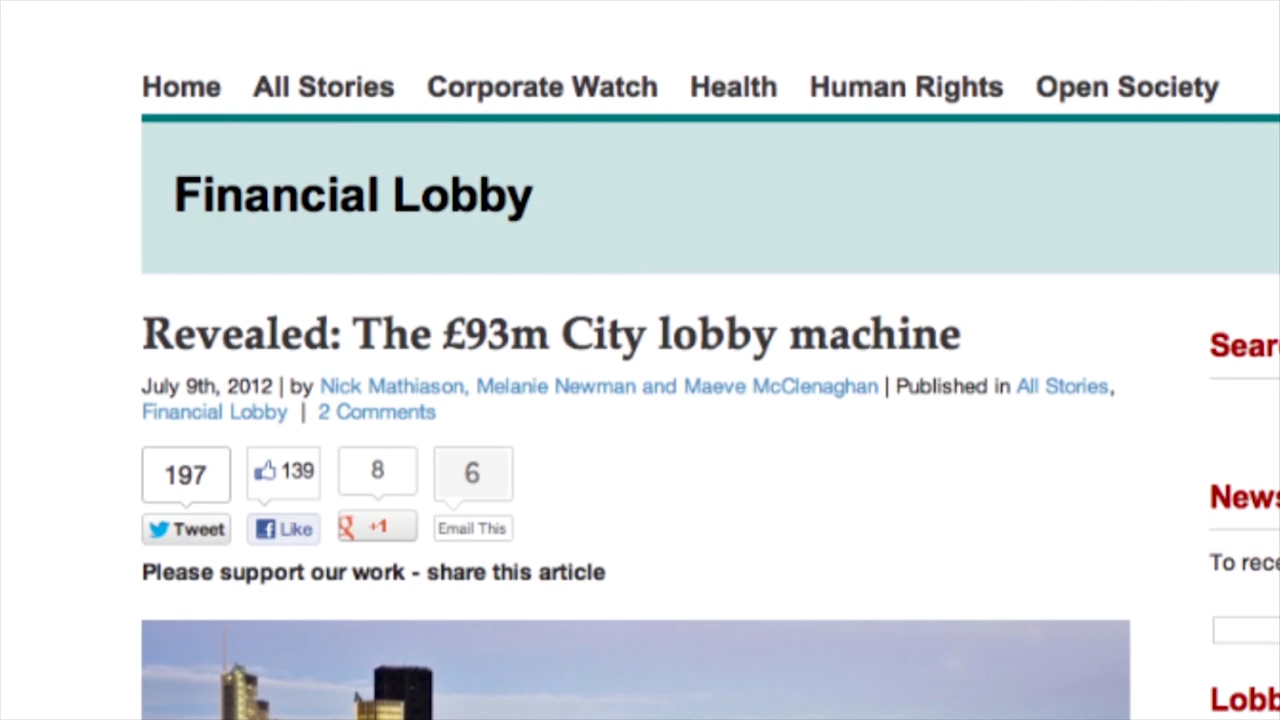 Home All Stories Corporate Watch Health Human Rights Open Society
Financial Lobby
Revealed: The £93m City lobby machine
July 9th, 2012 | by Nick Mathiason, Melanie Newman and Maeve McClenaghan | Published in All Stories,
Financial Lobby | 2 Comments
197 139 8 6
Tweet Like +1 Email This
Please support our work - share this article
To